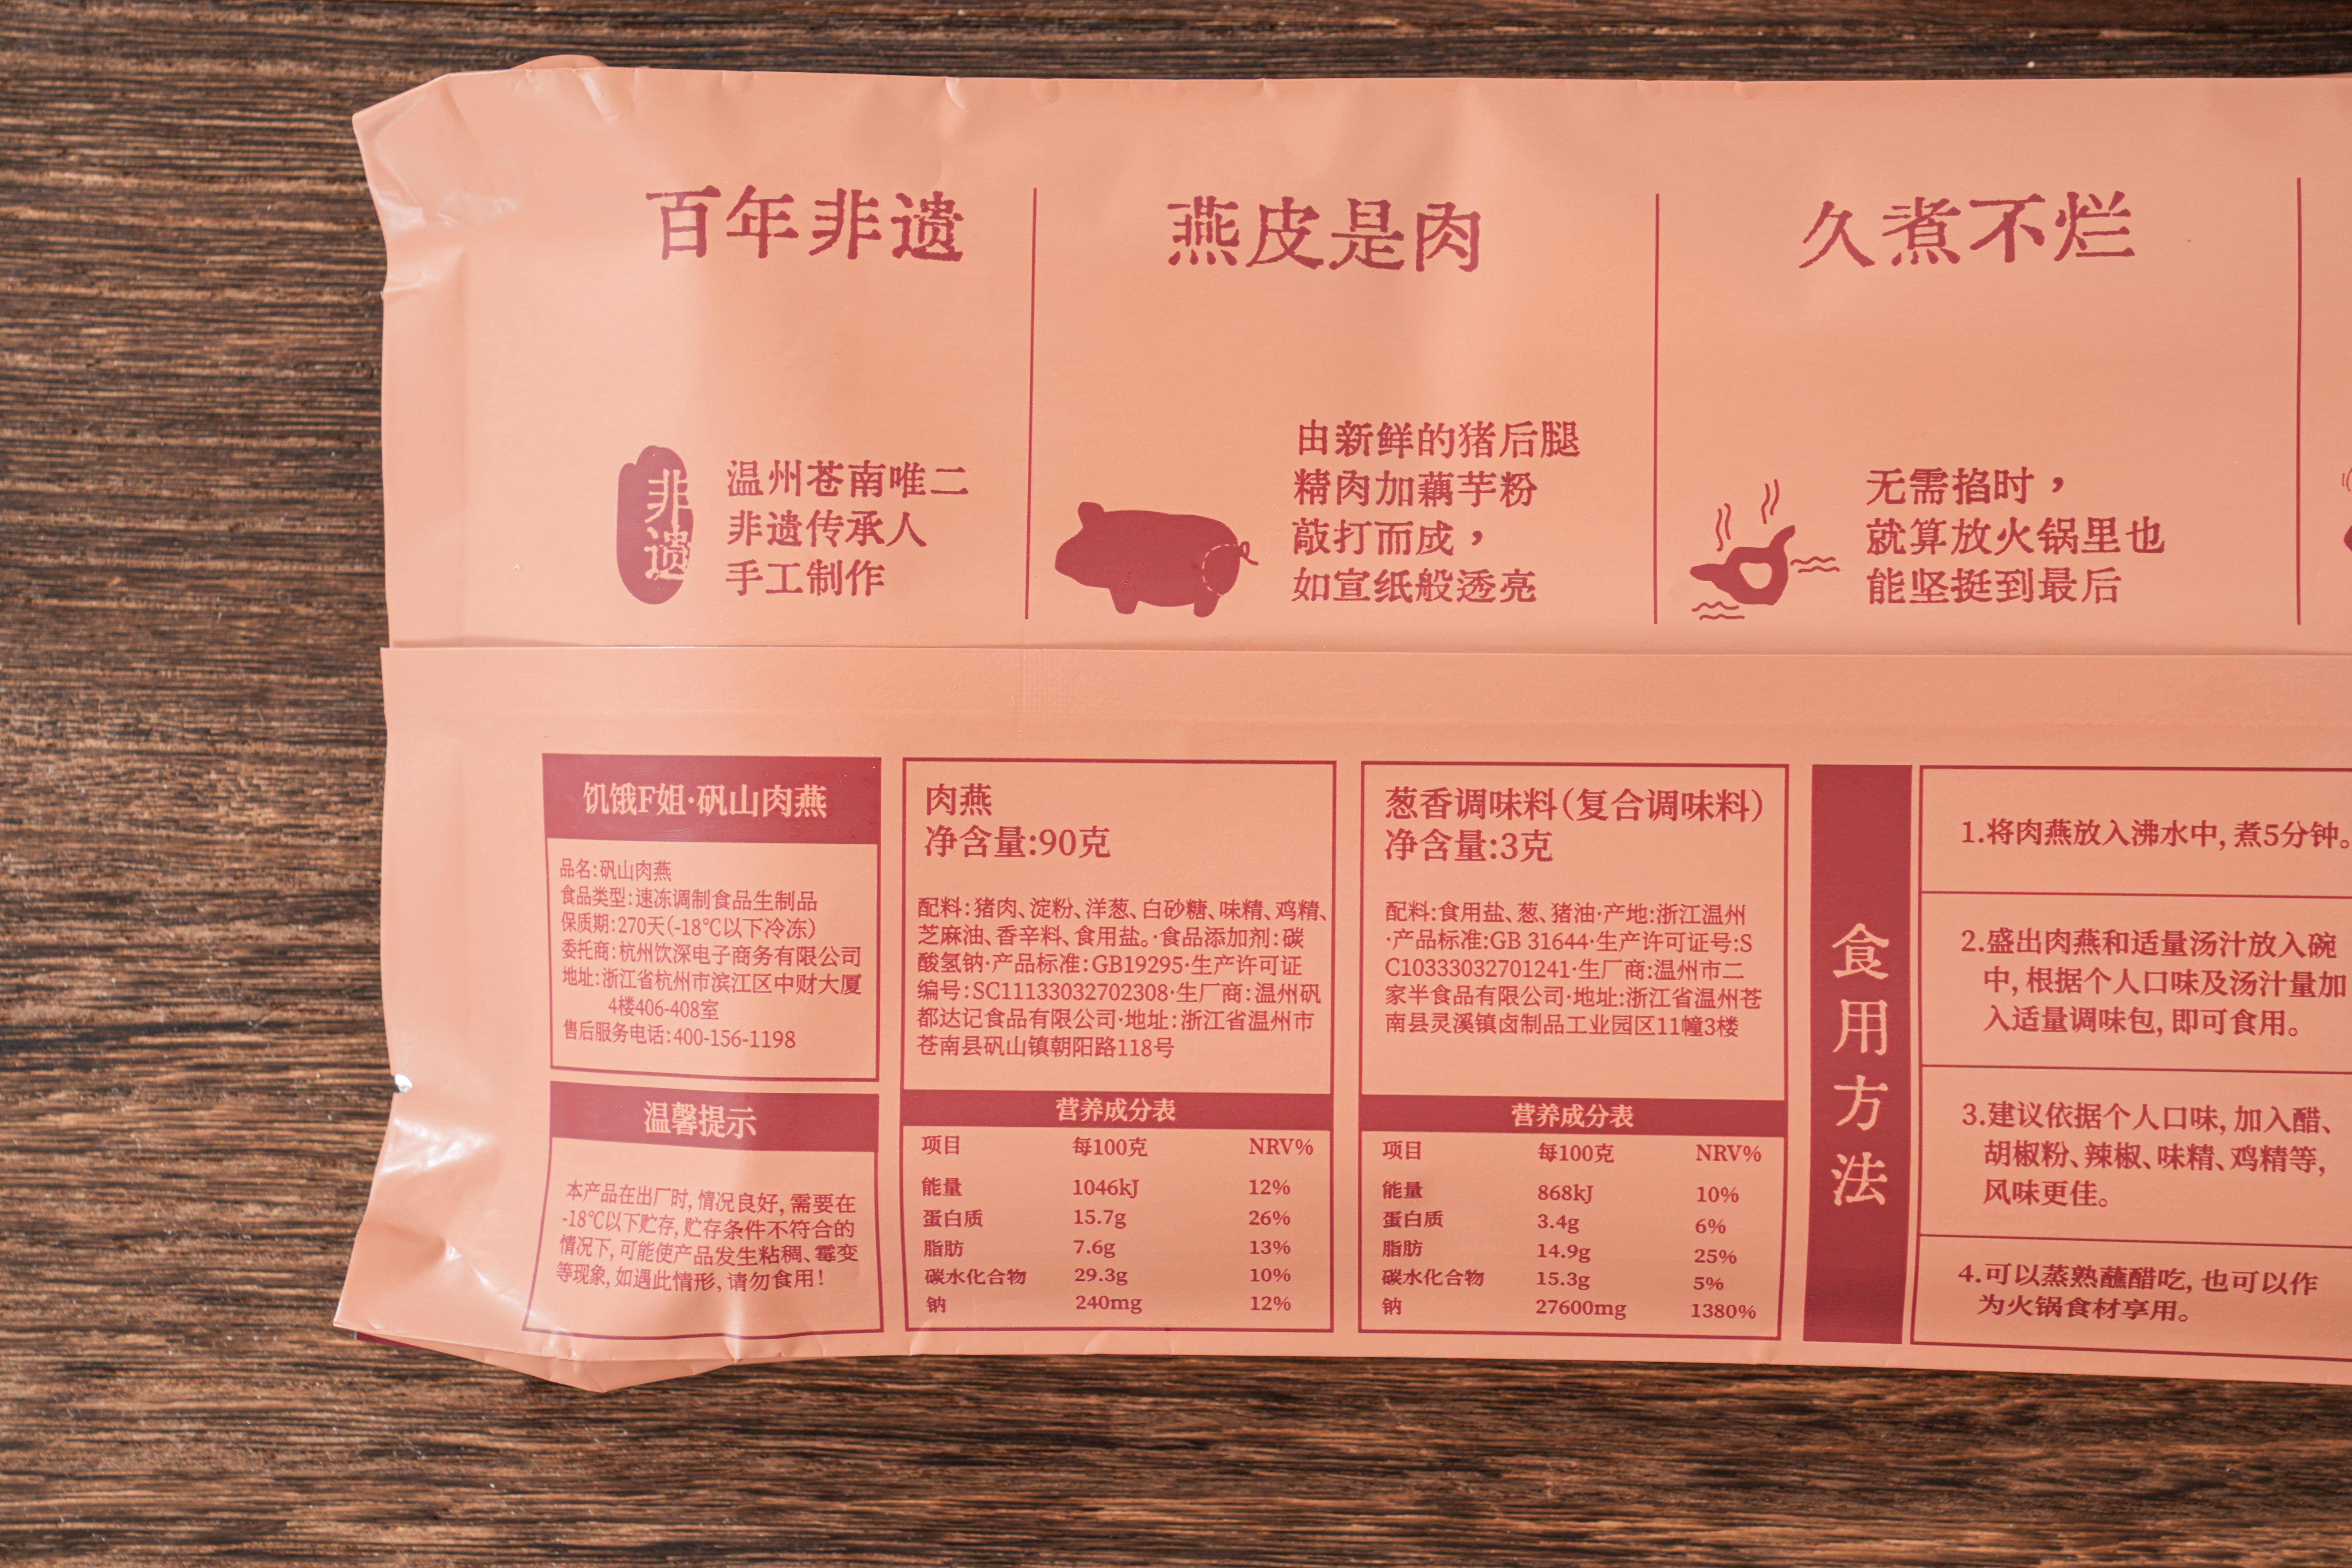 百年非遗
非遗
温州苍南唯二
非遗传承人
手工制作
燕皮是肉
由新鲜的猪后腿
精肉加藕芋粉
敲打而成，
如宣纸般透亮
久煮不烂
无需掐时，
就算放火锅里也
能坚挺到最后
饥饿F姐·矾山肉燕
品名:矾山肉燕
食品类型:速冻调制食品生制品
保质期:270天(-18℃以下冷冻)
委托商:杭州饮深电子商务有限公司
地址:浙江省杭州市滨江区中财大厦
4楼406-408室
售后服务电话:400-156-1198
温馨提示
本产品在出厂时,情况良好,需要在
-18℃以下贮存,贮存条件不符合的
情况下,可能使产品发生粘稠、霉变
等现象,如遇此情形,请勿食用!
肉燕
净含量:90克
配料:猪肉、淀粉、洋葱、白砂糖、味精、鸡精、
芝麻油、香辛料、食用盐。·食品添加剂:碳
酸氢钠·产品标准:GB19295·生产许可证
编号:SC11133032702308·生厂商:温州矾
都达记食品有限公司·地址:浙江省温州市
苍南县矾山镇朝阳路118号
营养成分表
项目 每100克 NRV%
能量 1046kJ 12%
蛋白质 15.7g 26%
脂肪 7.6g 13%
碳水化合物 29.3g 10%
钠 240mg 12%
葱香调味料(复合调味料)
净含量:3克
配料:食用盐、葱、猪油·产地:浙江温州
·产品标准:GB 31644·生产许可证号:S
C10333032701241·生厂商:温州市二
家半食品有限公司·地址:浙江省温州苍
南县灵溪镇卤制品工业园区11幢3楼
营养成分表
项目 每100克 NRV%
能量 868kJ 10%
蛋白质 3.4g 6%
脂肪 14.9g 25%
碳水化合物 15.3g 5%
钠 27600mg 1380%
食用方法
1.将肉燕放入沸水中,煮5分钟。
2.盛出肉燕和适量汤汁放入碗
中,根据个人口味及汤汁量加
入适量调味包,即可食用。
3.建议依据个人口味,加入醋、
胡椒粉、辣椒、味精、鸡精等,
风味更佳。
4.可以蒸熟蘸醋吃,也可以作
为火锅食材享用。